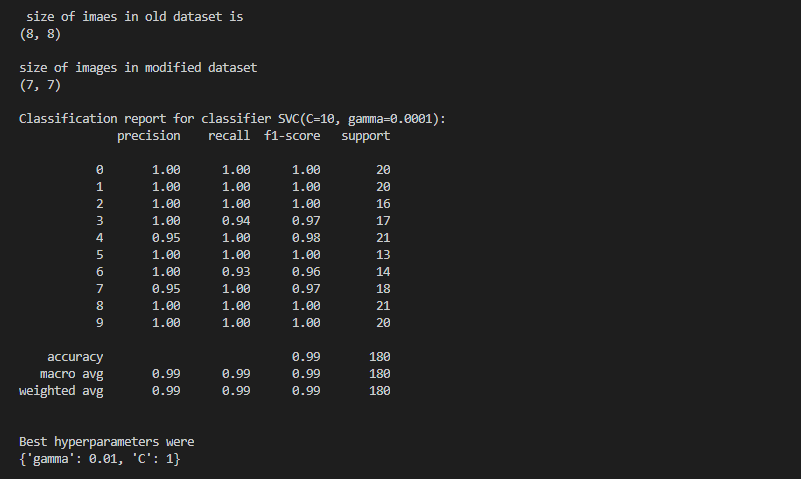 size of imaes in old dataset is
(8, 8)
size of images in modified dataset
(7, 7)
Classification report for classifier SVC(C=10, gamma=0.0001):
precision recall f1-score support
0 1.00 1.00 1.00 20
1 1.00 1.00 1.00 20
2 1.00 1.00 1.00 16
3 1.00 0.94 0.97 17
4 0.95 1.00 0.98 21
5 1.00 1.00 1.00 13
6 1.00 0.93 0.96 14
7 0.95 1.00 0.97 18
8 1.00 1.00 1.00 21
9 1.00 1.00 1.00 20
accuracy 0.99 180
macro avg 0.99 0.99 0.99 180
weighted avg 0.99 0.99 0.99 180
Best hyperparameters were
{'gamma': 0.01, 'C': 1}